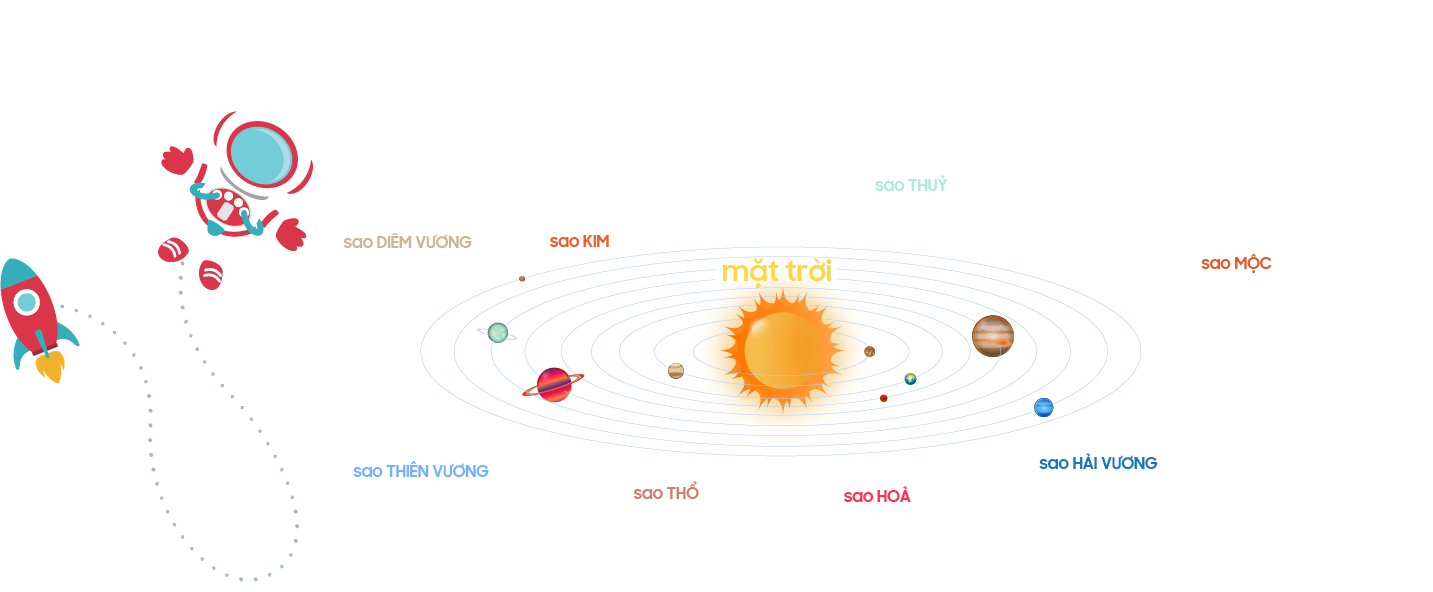 sao THUỶ
sao DIÊM VƯƠNG
sao KIM
sao MỘC
mặt trời
sao HẢI VƯƠNG
sao THIÊN VƯƠNG
sao THỔ
sao HOẢ